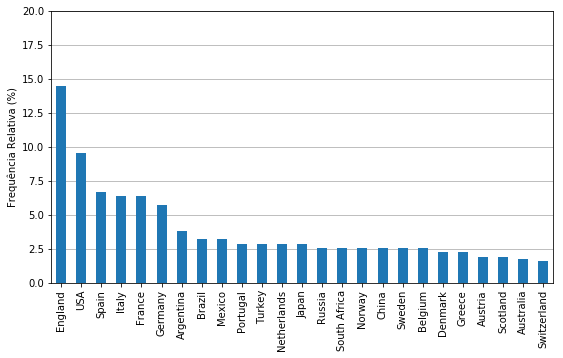 Frequência Relativa (%)
20.0
17.5
15.0
12.5
10.0
7.5
5.0
2.5
0.0
England
USA
Spain
Italy
France
Germany
Argentina
Brazil
Mexico
Portugal
Turkey
Netherlands
Japan
Russia
South Africa
Norway
China
Sweden
Belgium
Denmark
Greece
Austria
Scotland
Australia
Switzerland